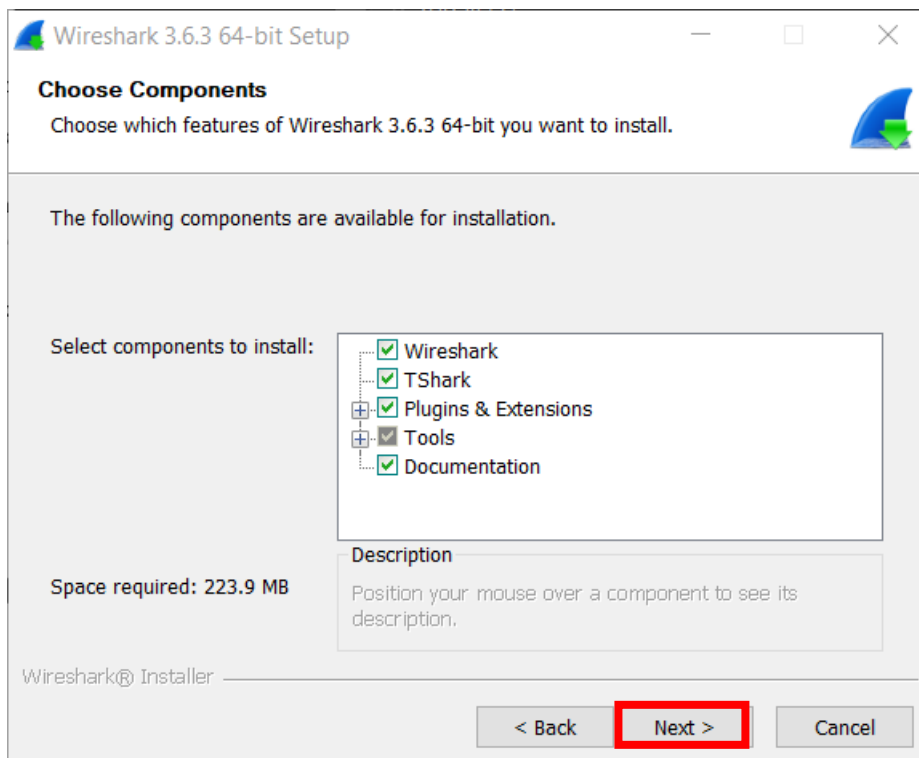 Wireshark 3.6.3 64-bit Setup
Choose Components
Choose which features of Wireshark 3.6.3 64-bit you want to install.
The following components are available for installation.
Select components to install:
Wireshark
TShark
Plugins & Extensions
Tools
Documentation
Space required: 223.9 MB
Description
Position your mouse over a component to see its
description.
Wireshark® Installer
< Back
Next >
Cancel